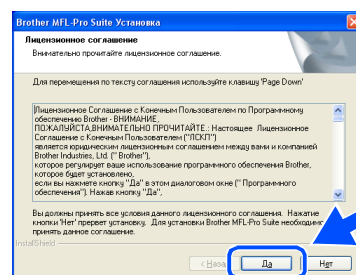 Brother MFL-Pro Suite Установка
Лицензионное соглашение
Внимательно прочитайте лицензионное соглашение.
Для перемещения по тексту соглашения используйте клавишу 'Page Down'
Лицензионное Соглашение с Конечным Пользователем по Программному
обеспечению Brother - ВНИМАНИЕ,
ПОЖАЛУЙСТА,ВНИМАТЕЛЬНО ПРОЧИТАЙТЕ.: Настоящее Лицензионное
Соглашение с Конечным Пользователем ("ЛСКП")
является юридическим лицензионным соглашением между вами и компанией
Brother Industries, Ltd. (" Brother"),
которое регулирует ваше использование программного обеспечения Brother,
которое будет установлено,
если вы нажмете кнопку "Да" в этом диалоговом окне (" Программного
обеспечения"). Нажав кнопку "Да",
Вы должны принять все условия данного лицензионного соглашения. Нажатие
кнопки 'Нет' прервет установку. Для установки Brother MFL-Pro Suite необходимо
принять данное соглашение.
InstallShield
< Назад
Да
Нет